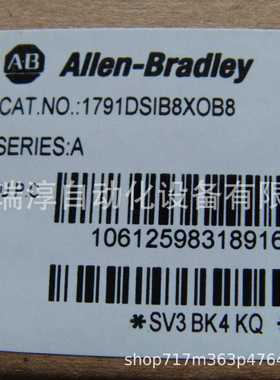 AB Allen-Bradley
CAT.NO.:1791DSIB8XOB8
SERIES:A
UPC
瑞淳自动化设备有
10612598318916
*SV3 BK4 KQ
shop717m363p4764